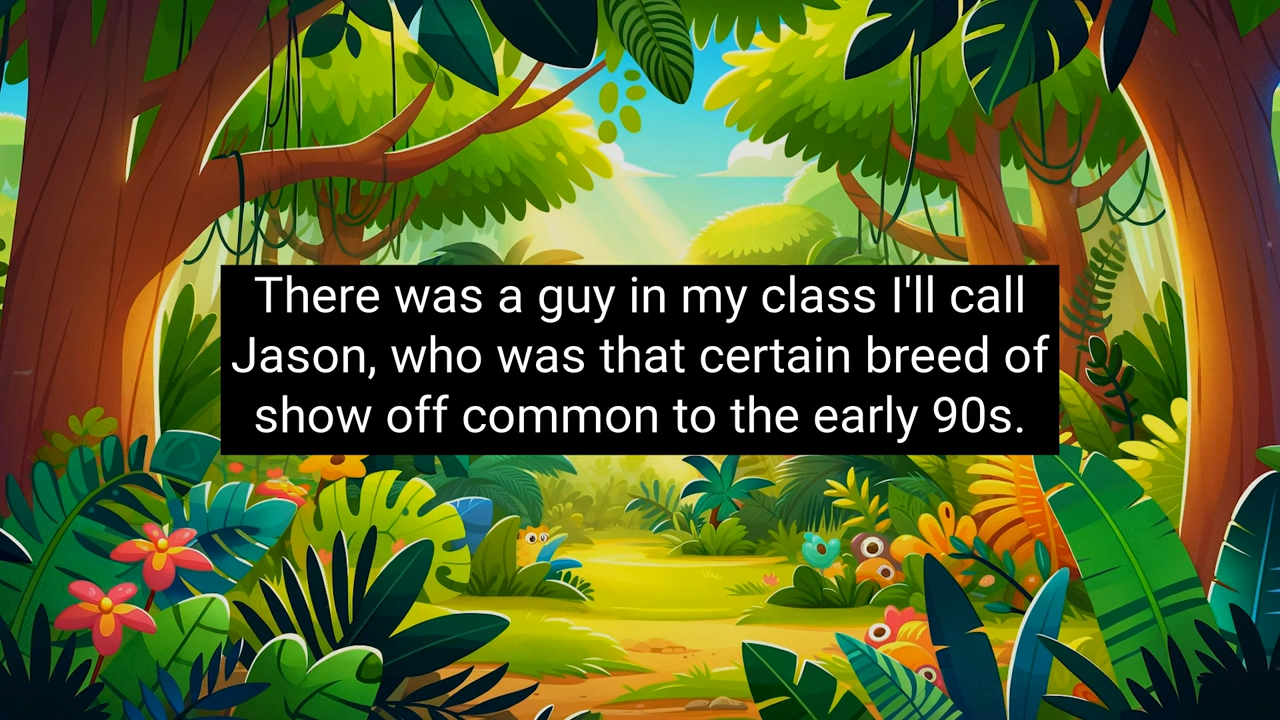 There was a guy in my class I'll call
Jason, who was that certain breed of
show off common to the early 90s.